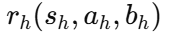 r_h(s_h, a_h, b_h)